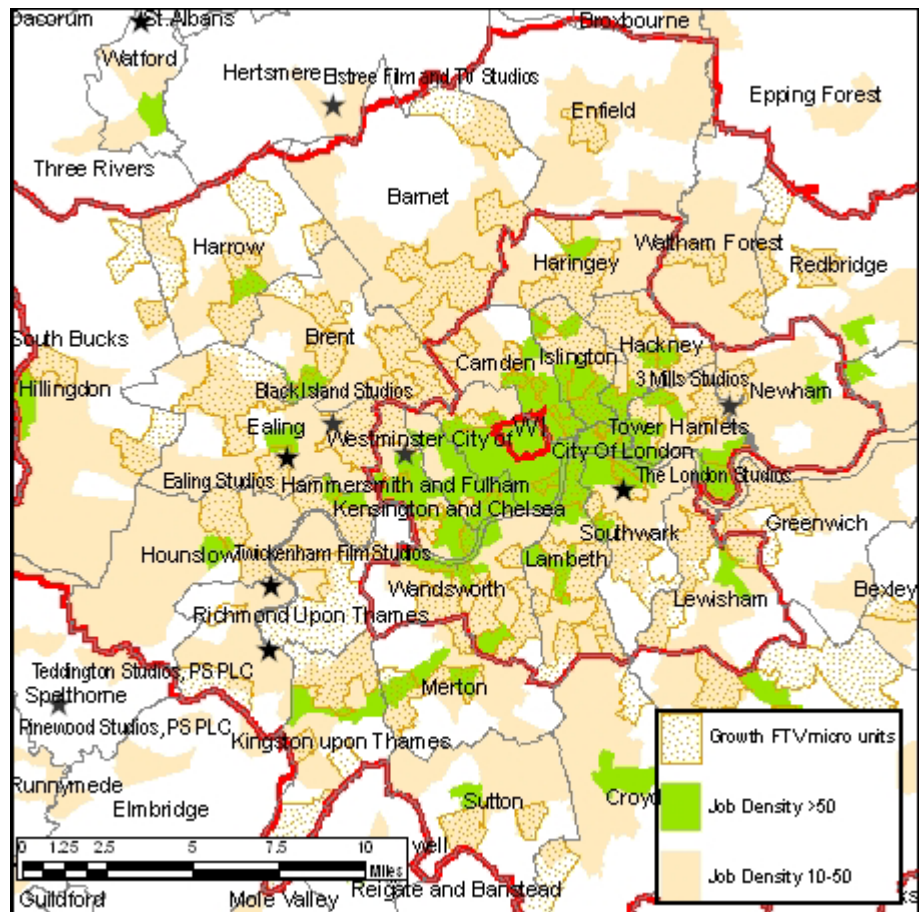 Dacorum St.Albans Broxbourne
Watford
Hertsmere Elstree Film and TV Studios
Epping Forest
Enfield
Three Rivers
Barnet
Harrow
Haringey
Waltham Forest
Redbridge
South Bucks
Brent
Camden Islington
Hackney
Hillingdon
Black Island Studios
3 Mills Studios
Newham
Ealing
Westminster City of
W1
Tower Hamlets
City Of London
Ealing Studios
Hammersmith and Fulham
The London Studios
Kensington and Chelsea
Southwark
Greenwich
Hounslow
Twickenham Film Studios
Lambeth
Wandsworth
Bexley
Richmond Upon Thames
Lewisham
Teddington Studios, PS PLC
Spelthorne
Merton
Pinewood Studios, PS PLC
Kingston upon Thames
Growth FTV micro units
Runnymede
Elmbridge
Sutton
Croyd
Job Density >50
0 1.25 2.5 5 7.5 10
Miles
well
Job Density 10-50
Guildford
Mole Valley
Reigate and Banstead
ks